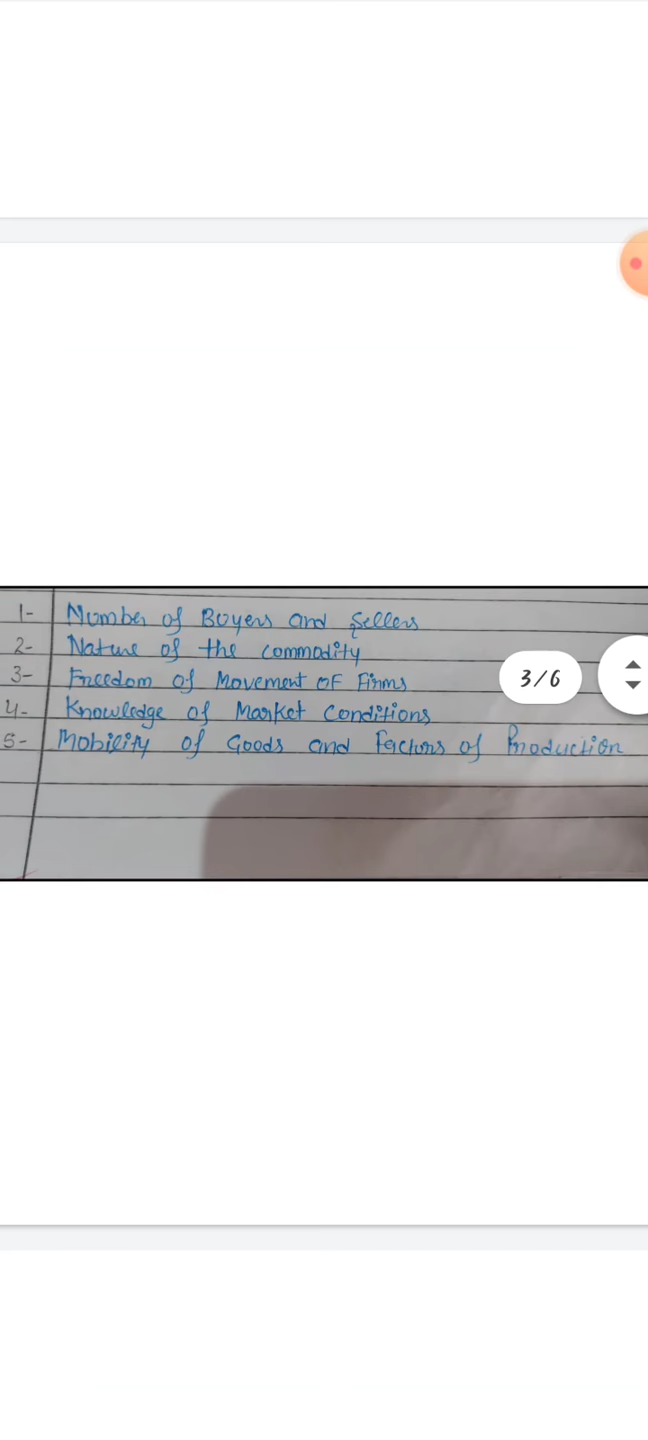 1- Number of Buyers and Sellers
2- Nature of the commodity
3- Freedom of Movement OF Firms
3/6
4- Knowledge of Market Conditions
5- Mobility of Goods and Factors of Production